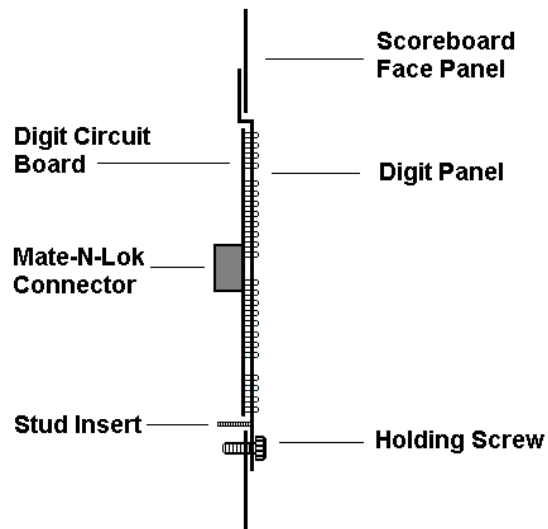 Scoreboard
Face Panel
Digit Circuit
Board
Digit Panel
Mate-N-Lok
Connector
Stud Insert
Holding Screw